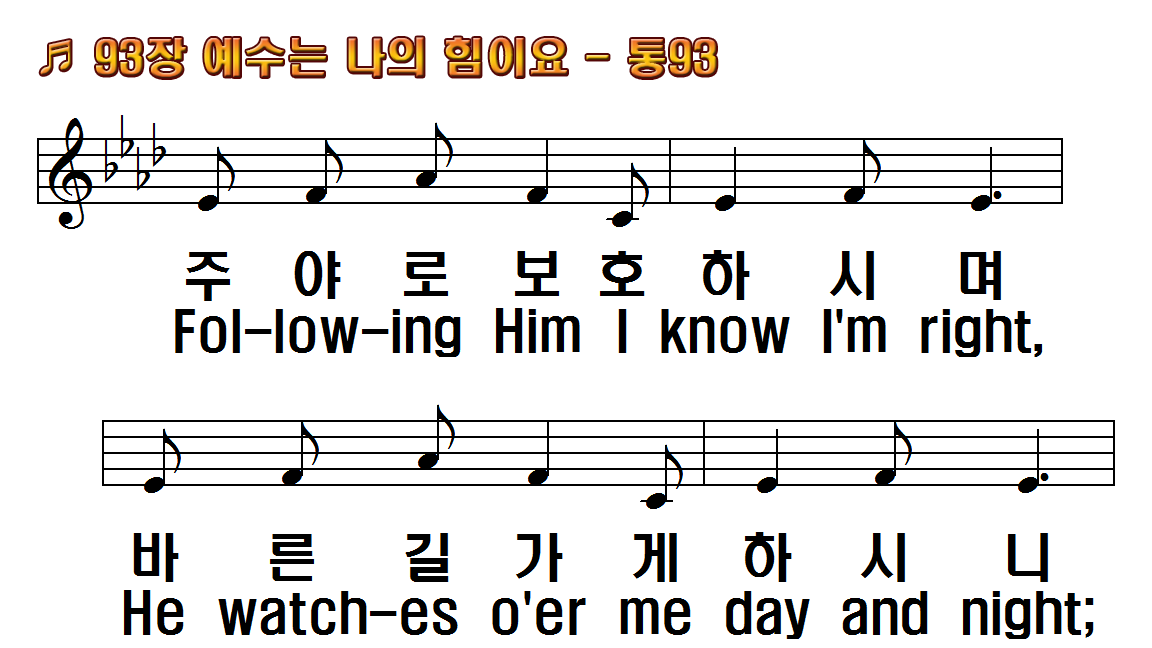 ♬ 93장 예수는 나의 힘이요 - 통93
주 야 로 보 호 하 시 며
Fol-low-ing Him I know I'm right,
바 른 길 가 게 하 시 니
He watch-es o'er me day and night;